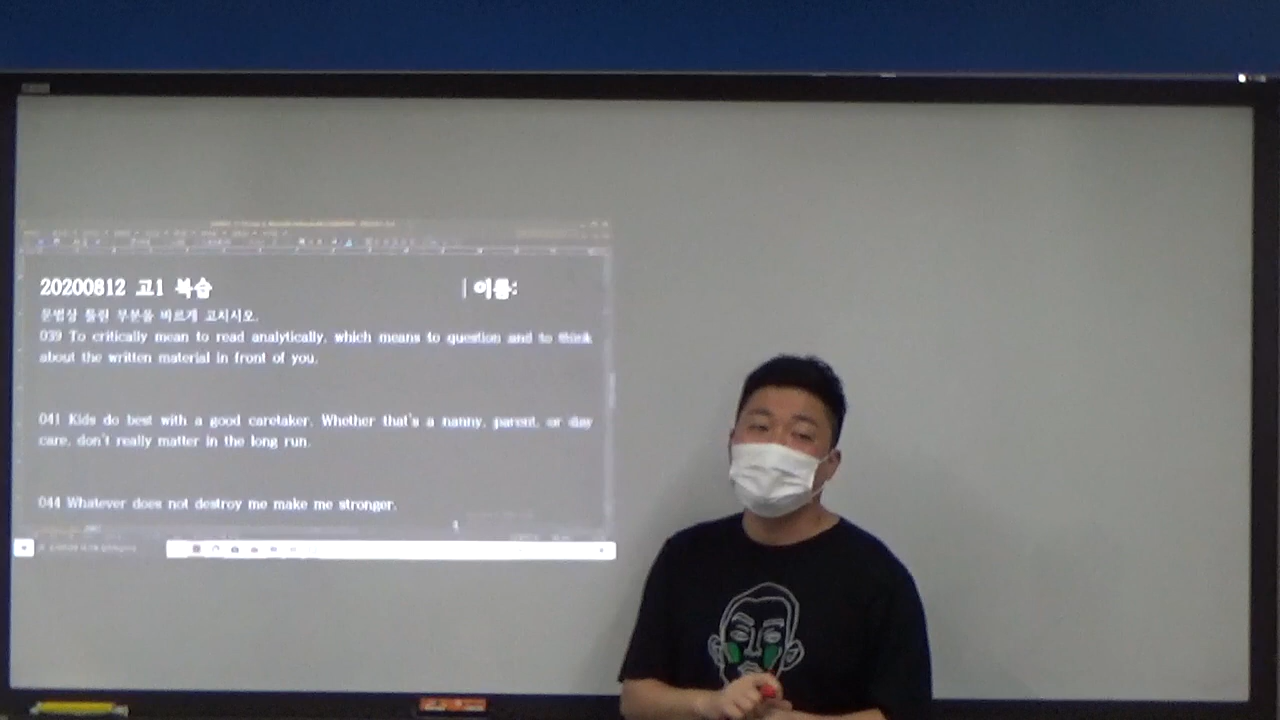 20200812 고1 복습
이름:
문법상 틀린 부분을 바르게 고치시오.
039 To critically mean to read analytically, which means to question and to think
about the written material in front of you.
041 Kids do best with a good caretaker. Whether that's a nanny, parent, or day
care, don't really matter in the long run.
044 Whatever does not destroy me make me stronger.